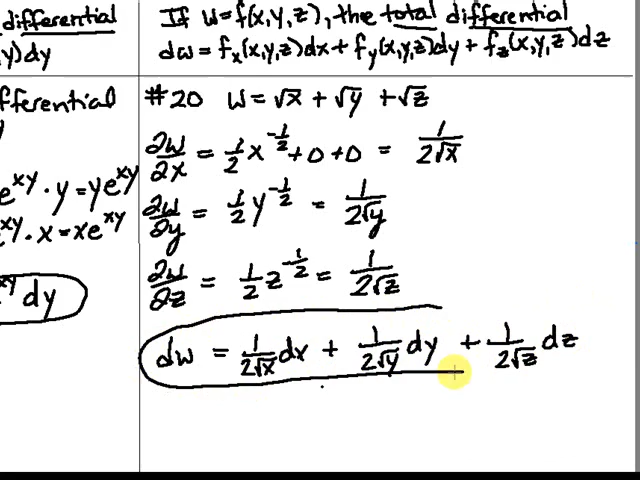 differential
y)dy
fferential
y
e^xy · y = ye^xy
xy · x = xe^xy
xy dy
If w=f(x,y,z), the total differential
dw = fx(x,y,z)dx + fy(x,y,z)dy + fz(x,y,z)dz
#20 w = √x + √y + √z
∂w/∂x = 1/2 x^-1/2 + 0 + 0 = 1/2√x
∂w/∂y = 1/2 y^-1/2 = 1/2√y
∂w/∂z = 1/2 z^-1/2 = 1/2√z
dw = 1/2√x dx + 1/2√y dy + 1/2√z dz